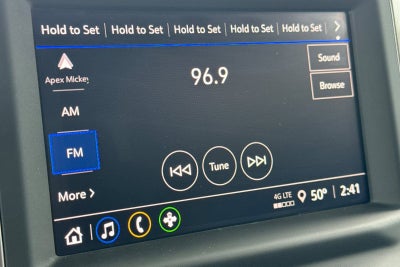 Hold to Set Hold to Set Hold to Set Hold to Set Hold to Set
Apex Mickey
96.9
Sound
Browse
AM
FM
Tune
More
4G LTE
50° 2:41